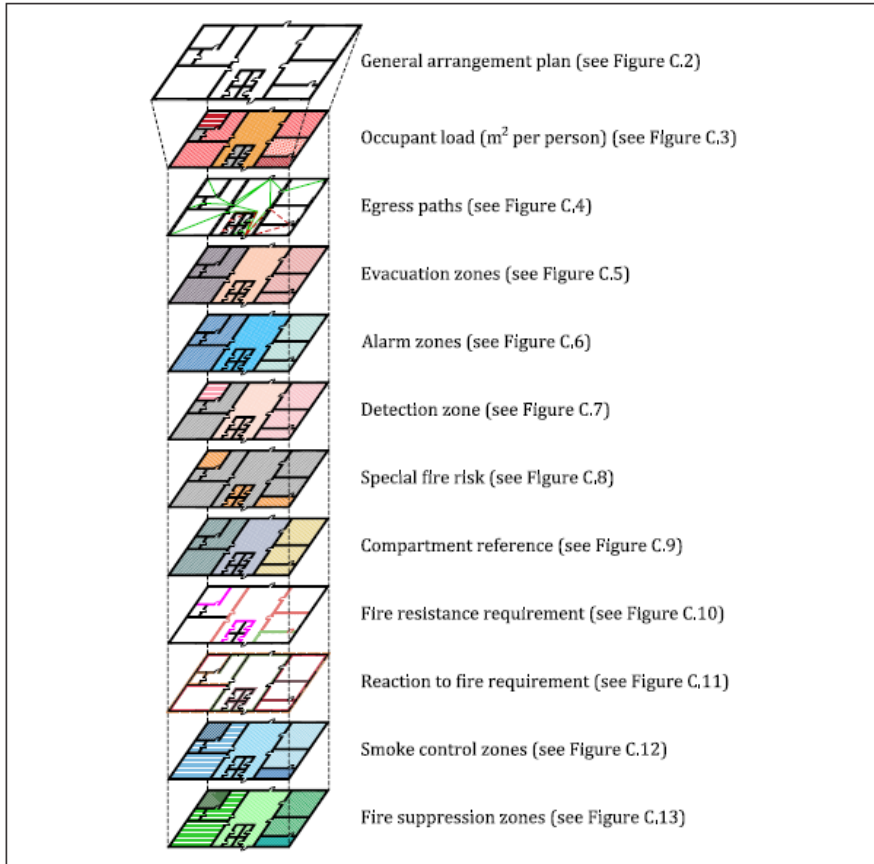 General arrangement plan (see Figure C.2)
Occupant load (m² per person) (see Figure C.3)
Egress paths (see Figure C.4)
Evacuation zones (see Figure C.5)
Alarm zones (see Figure C.6)
Detection zone (see Figure C.7)
Special fire risk (see Figure C.8)
Compartment reference (see Figure C.9)
Fire resistance requirement (see Figure C.10)
Reaction to fire requirement (see Figure C.11)
Smoke control zones (see Figure C.12)
Fire suppression zones (see Figure C.13)